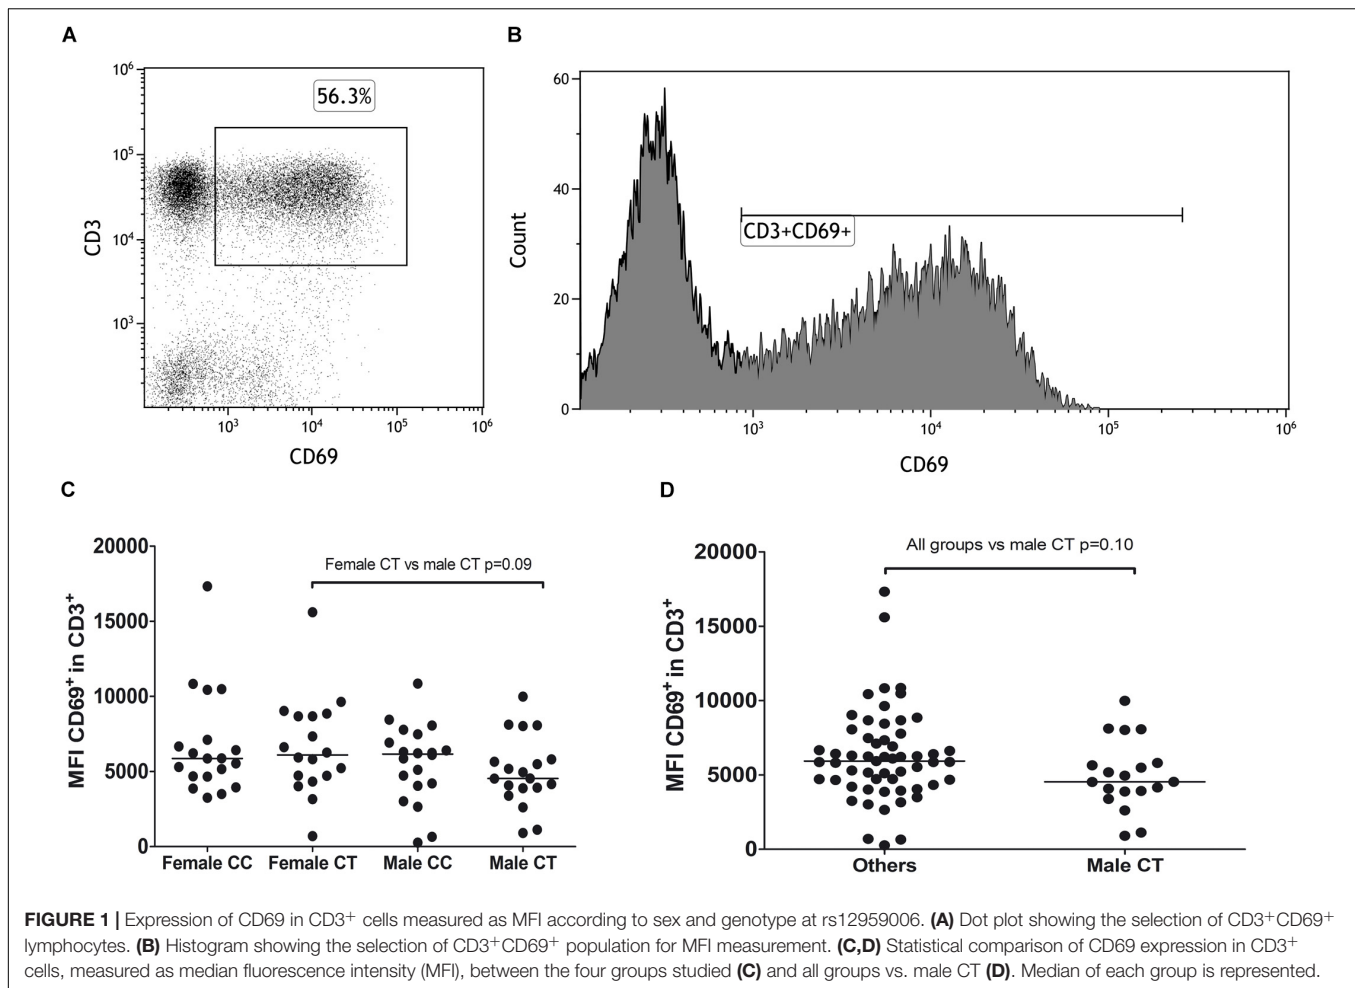 A
B
10⁶
10⁵
10⁴
10³
CD3
56.3%
10³
10⁴
10⁵
10⁶
CD69
60
40
20
0
Count
CD3+CD69+
10³
10⁴
10⁵
10⁶
CD69
C
D
20000
15000
10000
5000
0
MFI CD69⁺ in CD3⁺
Female CT vs male CT p=0.09
Female CC
Female CT
Male CC
Male CT
20000
15000
10000
5000
0
MFI CD69⁺ in CD3⁺
All groups vs male CT p=0.10
Others
Male CT
FIGURE 1 | Expression of CD69 in CD3⁺ cells measured as MFI according to sex and genotype at rs12959006. (A) Dot plot showing the selection of CD3⁺CD69⁺
lymphocytes. (B) Histogram showing the selection of CD3⁺CD69⁺ population for MFI measurement. (C,D) Statistical comparison of CD69 expression in CD3⁺
cells, measured as median fluorescence intensity (MFI), between the four groups studied (C) and all groups vs. male CT (D). Median of each group is represented.